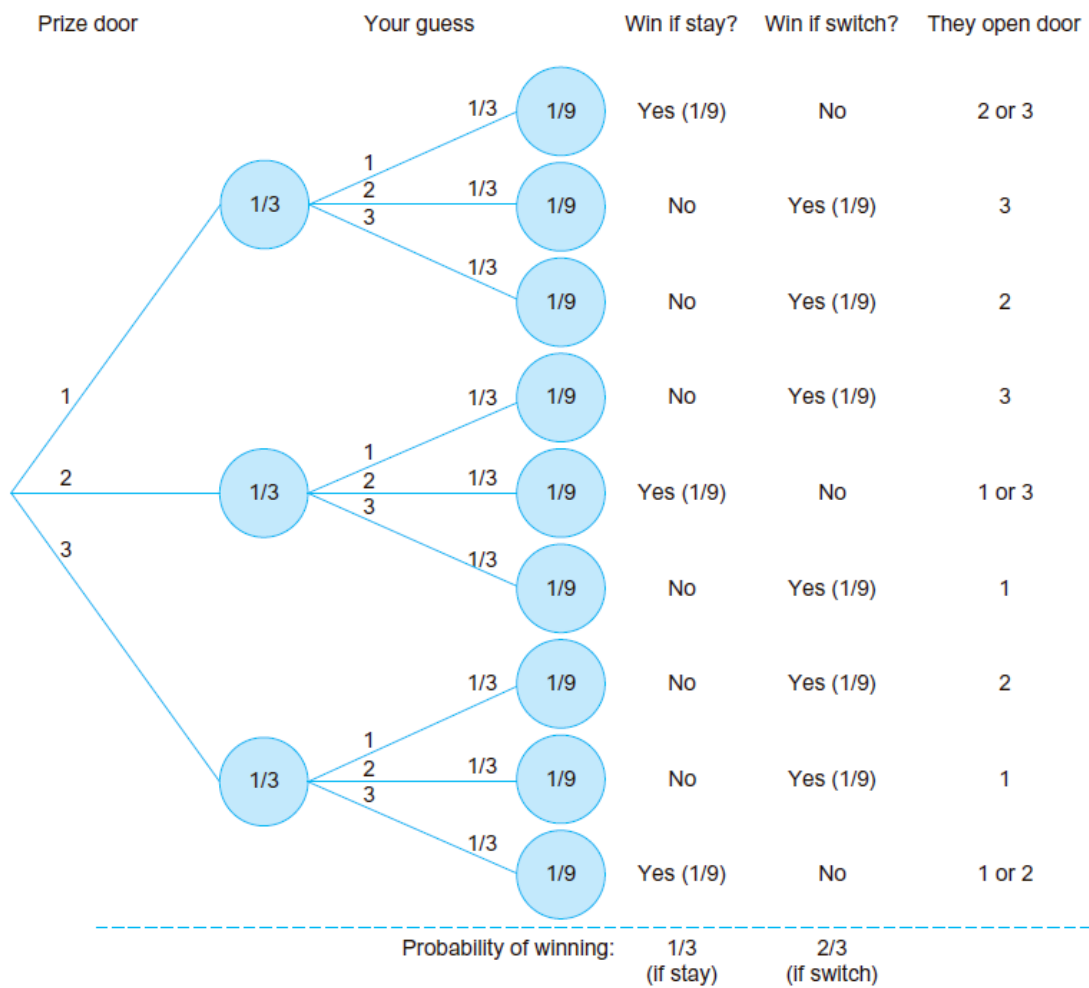 Prize door Your guess Win if stay? Win if switch? They open door
1/3 1/9 Yes (1/9) No 2 or 3
1
1/3 2 1/3 1/9 No Yes (1/9) 3
3
1/3 1/9 No Yes (1/9) 2
1
1/3 1/9 No Yes (1/9) 3
1
2 1/3 2 1/3 1/9 Yes (1/9) No 1 or 3
3
3
1/3 1/9 No Yes (1/9) 1
1/3 1/9 No Yes (1/9) 2
1
1/3 2 1/3 1/9 No Yes (1/9) 1
3
1/3 1/9 Yes (1/9) No 1 or 2
Probability of winning: 1/3 2/3
(if stay) (if switch)